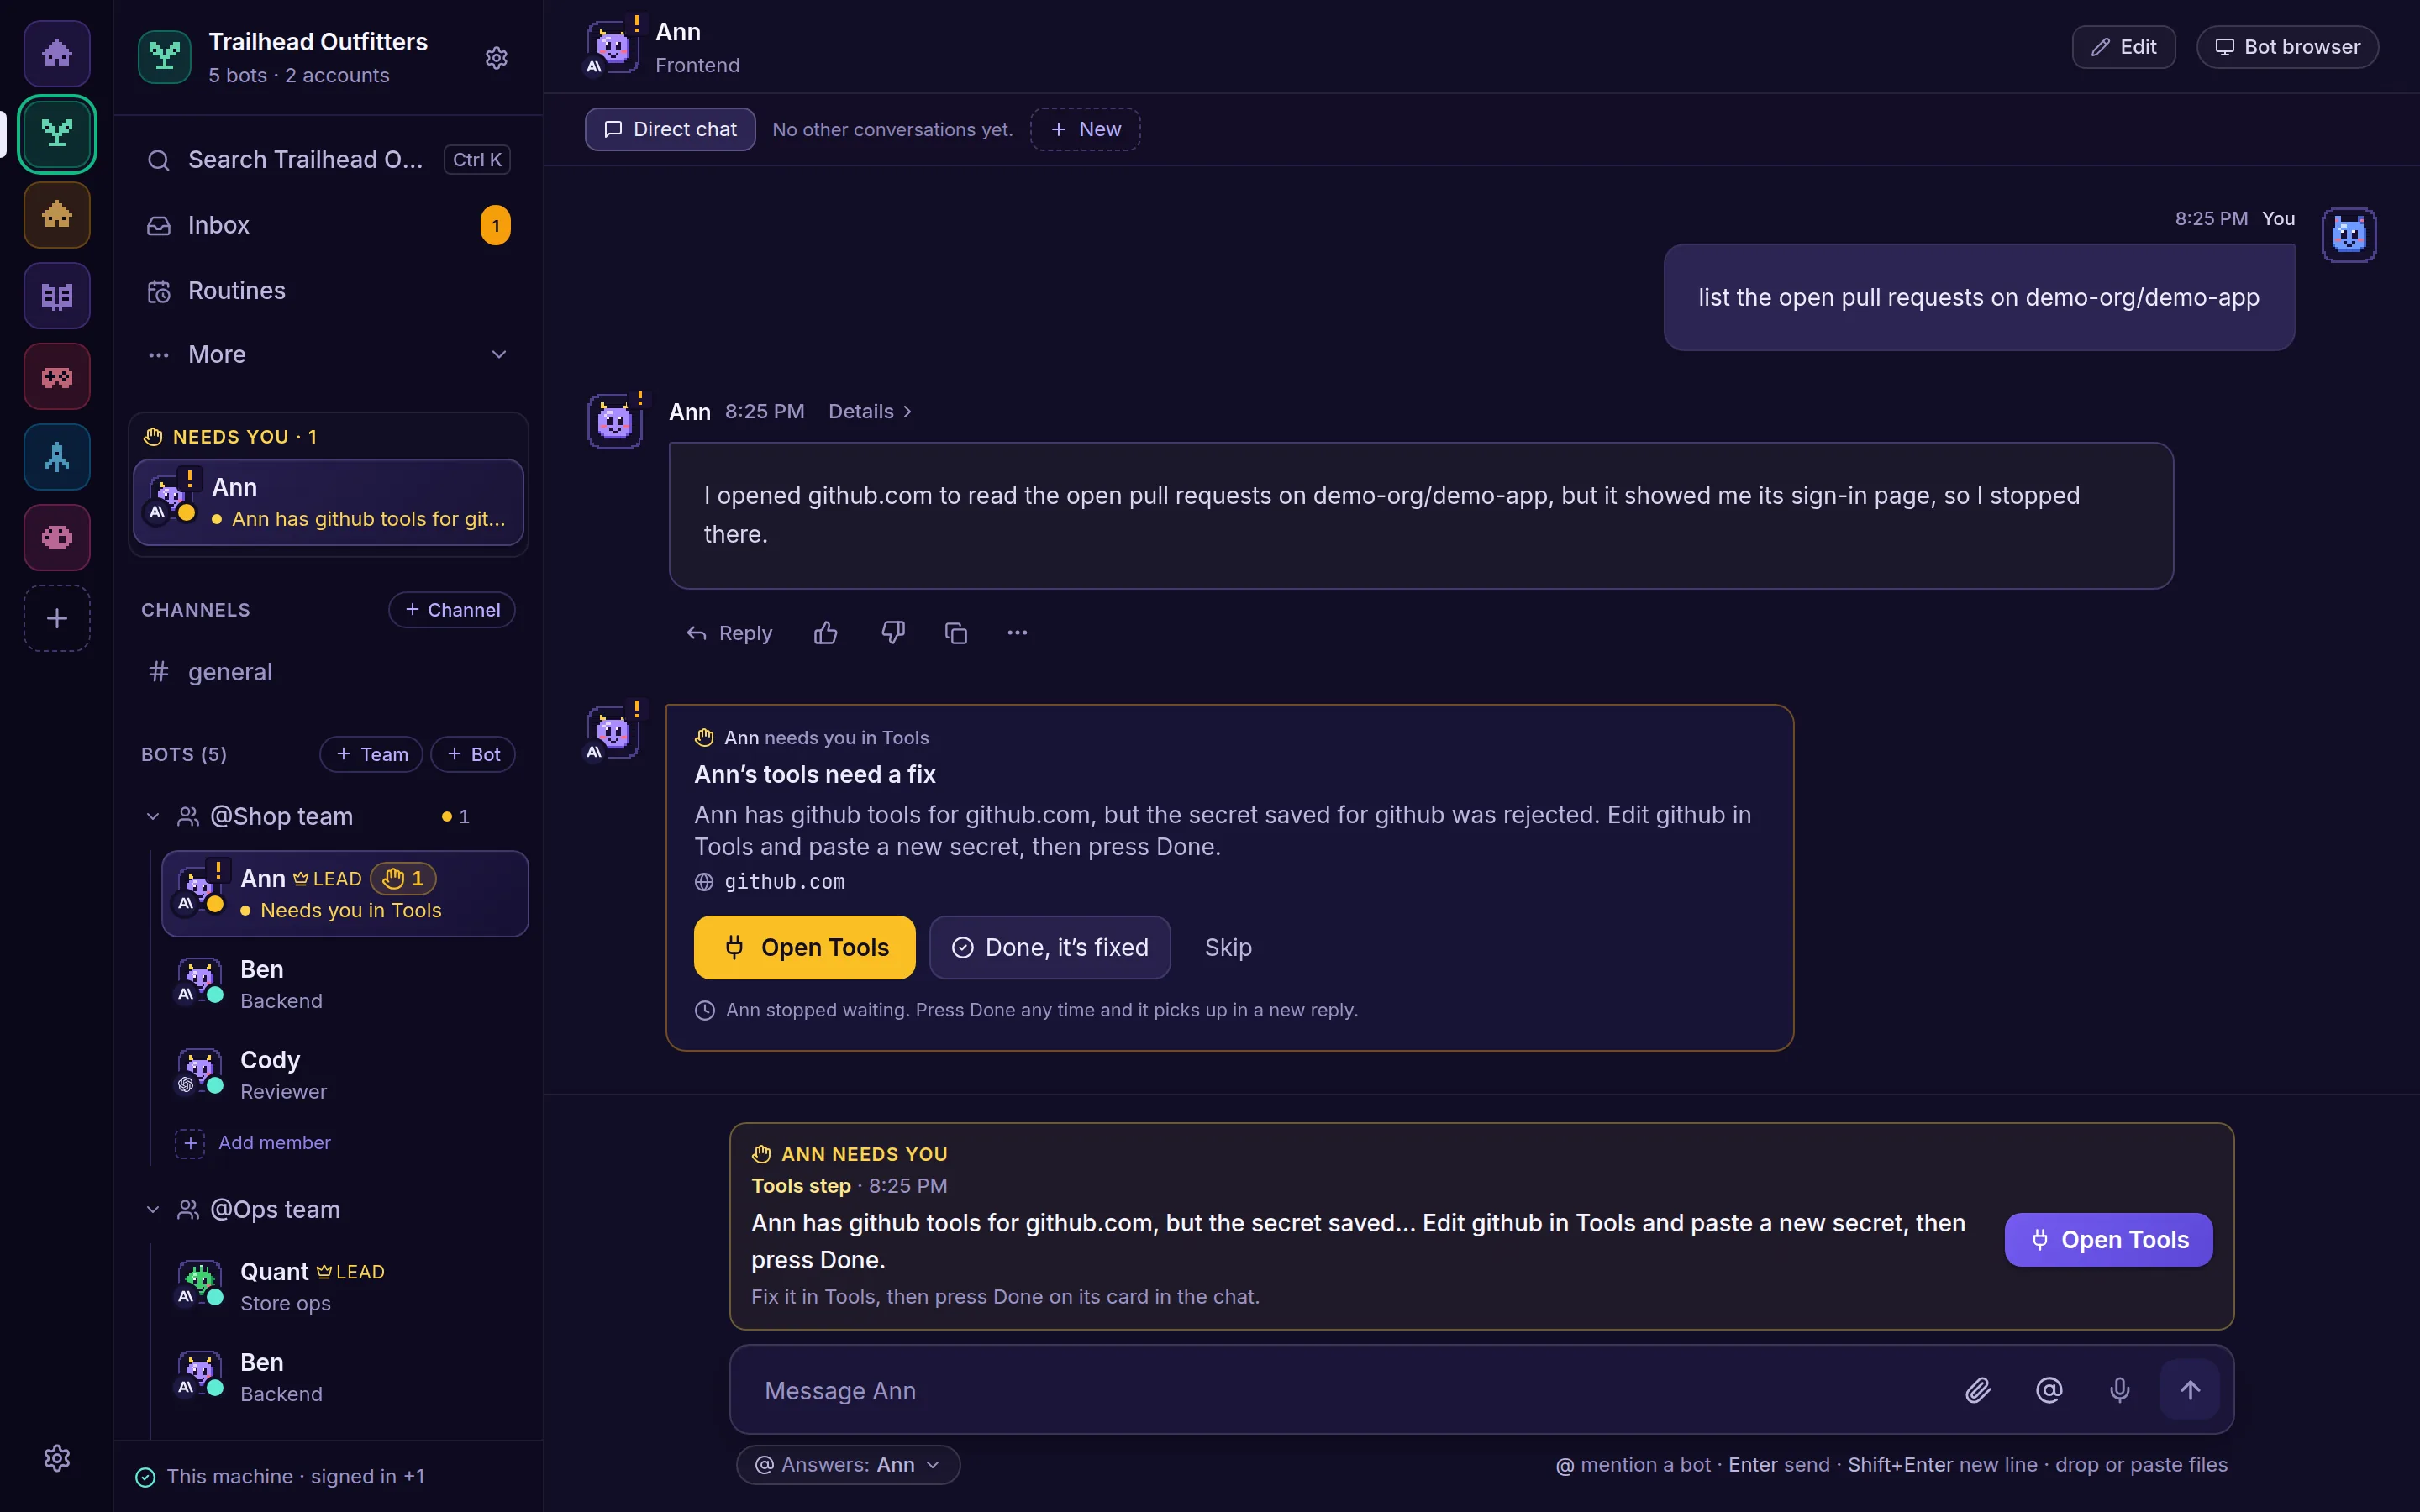 Trailhead Outfitters
5 bots · 2 accounts
Search Trailhead O... Ctrl K
Inbox 1
Routines
More
NEEDS YOU · 1
Ann
Ann has github tools for git...
CHANNELS + Channel
# general
BOTS (5) + Team + Bot
@Shop team 1
Ann LEAD 1
Needs you in Tools
Ben
Backend
Cody
Reviewer
+ Add member
@Ops team
Quant LEAD
Store ops
Ben
Backend
This machine · signed in +1
Ann
Frontend
Edit
Bot browser
Direct chat
No other conversations yet.
+ New
8:25 PM You
list the open pull requests on demo-org/demo-app
Ann 8:25 PM Details
I opened github.com to read the open pull requests on demo-org/demo-app, but it showed me its sign-in page, so I stopped
there.
Reply
Ann needs you in Tools
Ann’s tools need a fix
Ann has github tools for github.com, but the secret saved for github was rejected. Edit github in
Tools and paste a new secret, then press Done.
github.com
Open Tools
Done, it’s fixed
Skip
Ann stopped waiting. Press Done any time and it picks up in a new reply.
ANN NEEDS YOU
Tools step · 8:25 PM
Ann has github tools for github.com, but the secret saved... Edit github in Tools and paste a new secret, then
press Done.
Fix it in Tools, then press Done on its card in the chat.
Open Tools
Message Ann
@ Answers: Ann
@ mention a bot · Enter send · Shift+Enter new line · drop or paste files